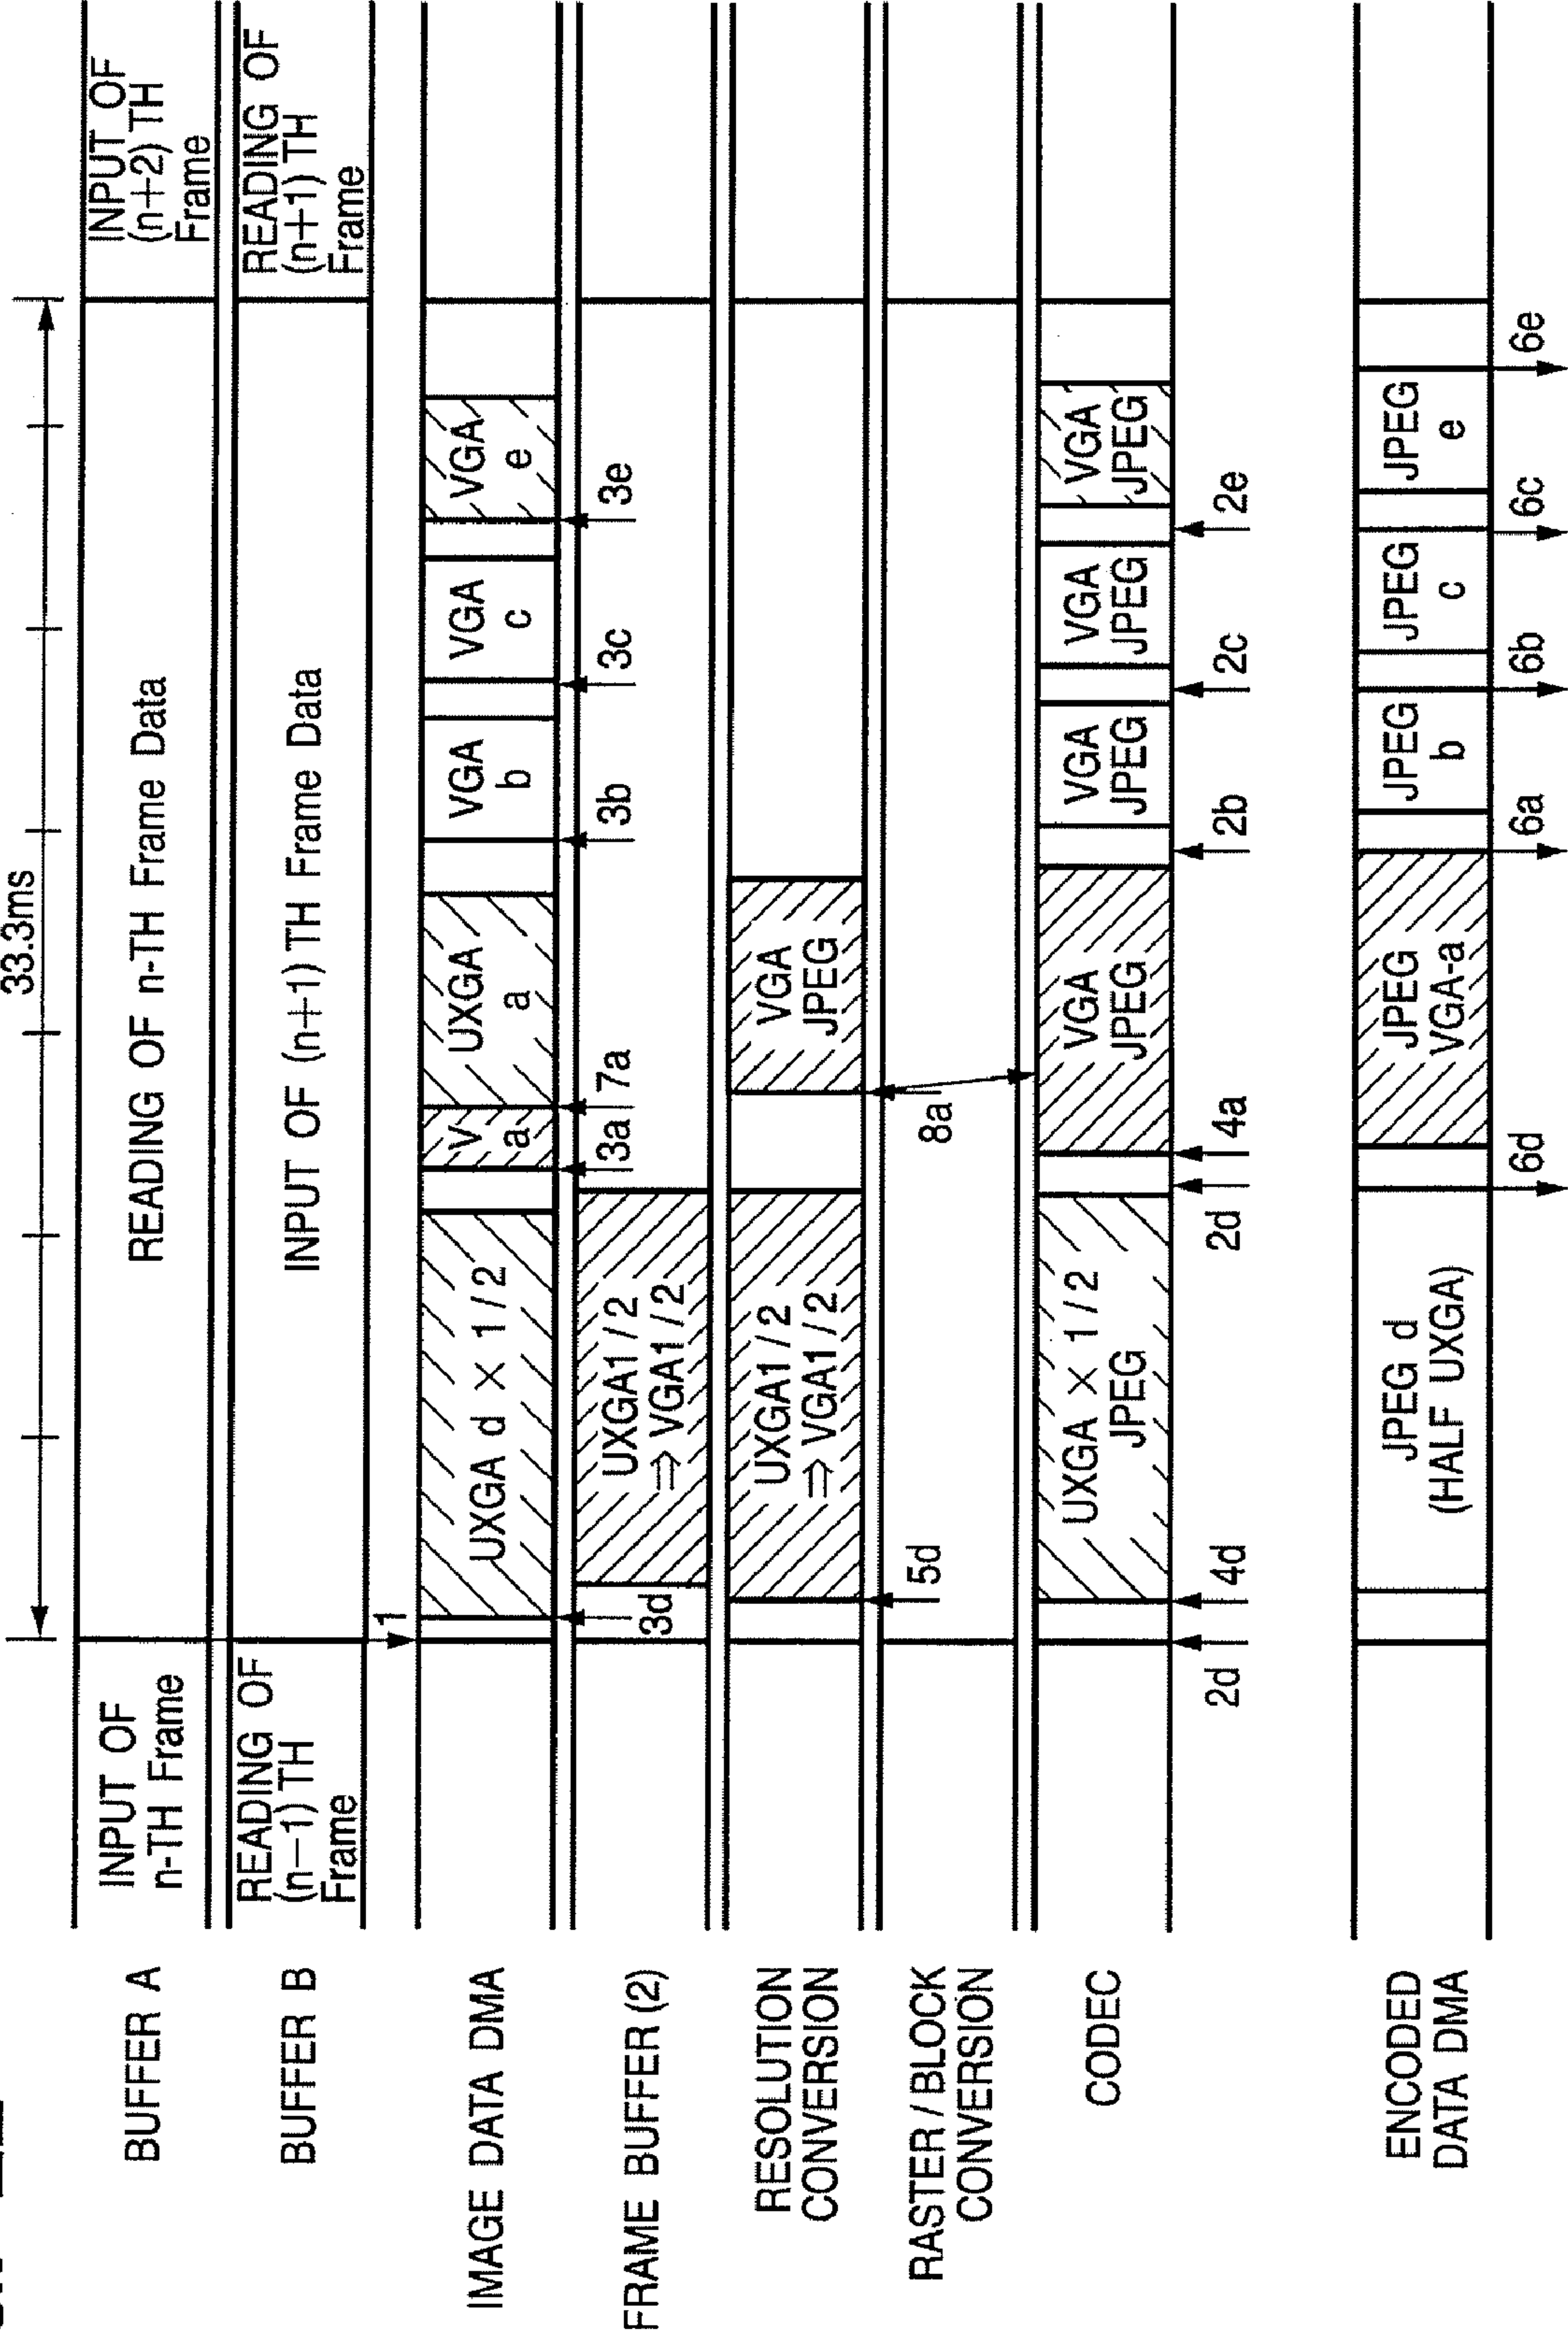 33.3ms
BUFFER A
INPUT OF
n-TH Frame
READING OF n-TH Frame Data
INPUT OF
(n+2) TH
Frame
BUFFER B
READING OF
(n−1) TH
Frame
INPUT OF (n+1) TH Frame Data
READING OF
(n+1) TH
Frame
1
IMAGE DATA DMA
UXGA d × 1/2
V
a
UXGA
a
VGA
b
VGA
c
VGA
e
3d
3a
7a
3b
3c
3e
FRAME BUFFER (2)
UXGA1/2
⇒ VGA1/2
RESOLUTION
CONVERSION
UXGA1/2
⇒ VGA1/2
VGA
JPEG
5d
8a
RASTER / BLOCK
CONVERSION
CODEC
UXGA × 1/2
JPEG
VGA
JPEG
VGA
JPEG
VGA
JPEG
VGA
JPEG
2d
4d
2d
4a
2b
2c
2e
ENCODED
DATA DMA
JPEG d
(HALF UXGA)
JPEG
VGA-a
JPEG
b
JPEG
c
JPEG
e
6d
6a
6b
6c
6e